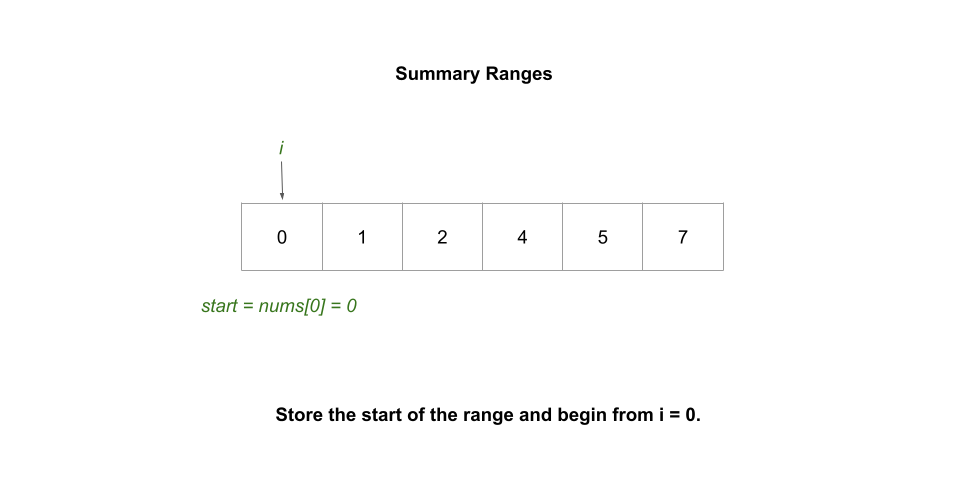 Summary Ranges
i
0 1 2 4 5 7
start = nums[0] = 0
Store the start of the range and begin from i = 0.